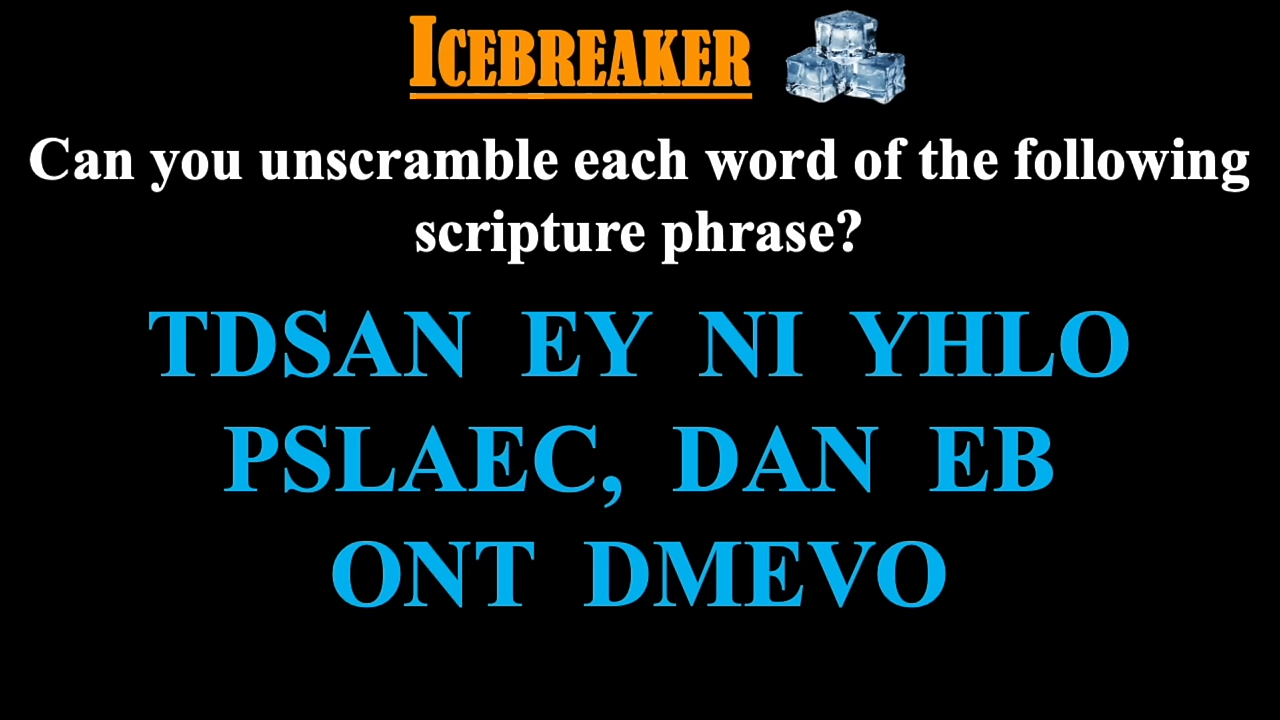 ICEBREAKER
Can you unscramble each word of the following
scripture phrase?
TDSAN EY NI YHLO
PSLAEC, DAN EB
ONT DMEVO